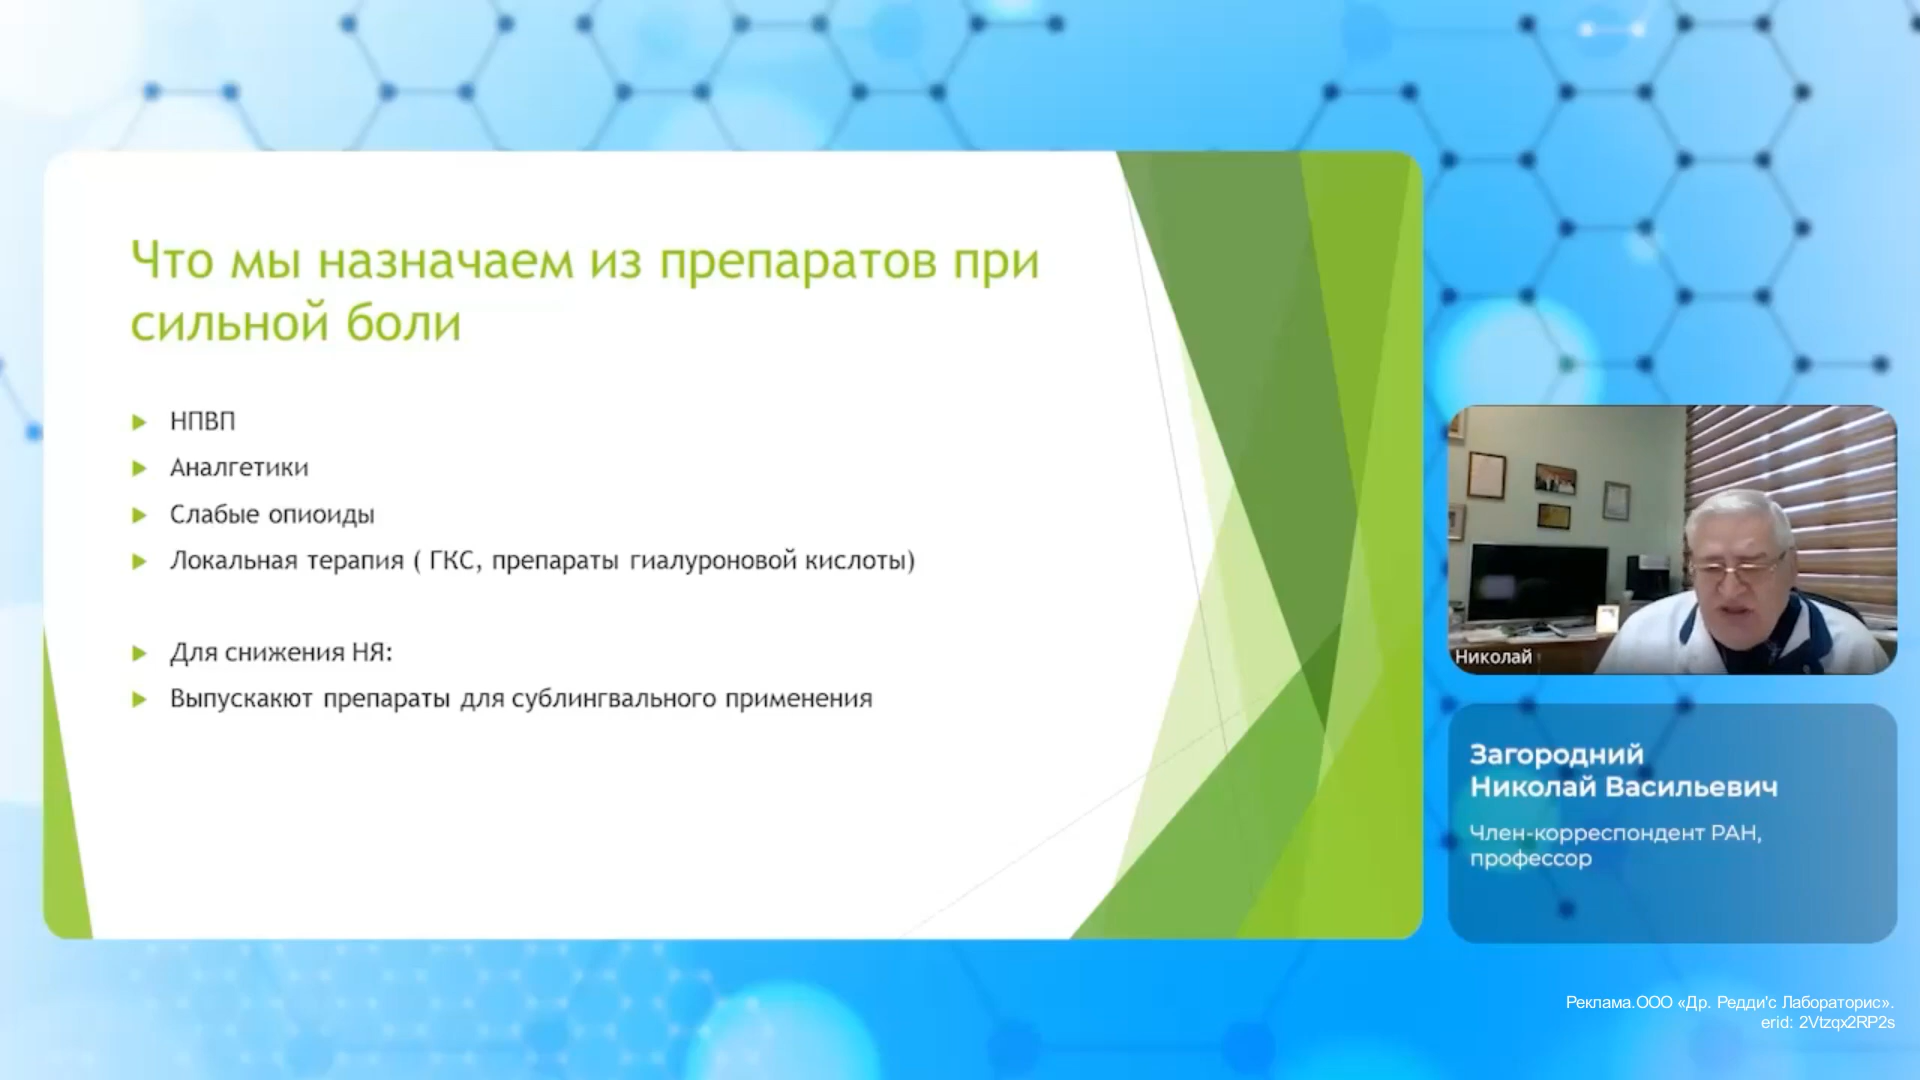 Что мы назначаем из препаратов при
сильной боли
НПВП
Аналгетики
Слабые опиоиды
Локальная терапия ( ГКС, препараты гиалуроновой кислоты)
Для снижения НЯ:
Выпускакют препараты для сублингвального применения
Николай
Загородний
Николай Васильевич
Член-корреспондент РАН,
профессор
Реклама.ООО «Др. Редди'с Лабораторис».
erid: 2Vtzqx2RP2s